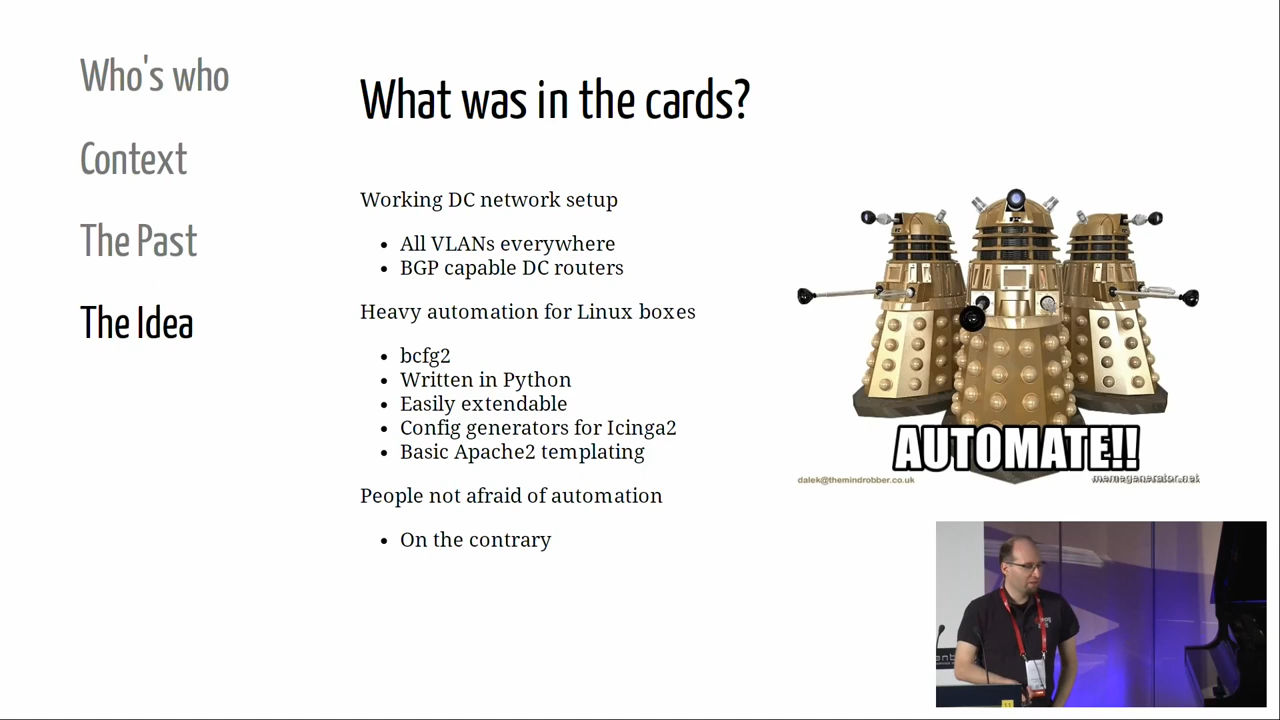 Who's who
Context
The Past
The Idea
What was in the cards?
Working DC network setup
• All VLANs everywhere
• BGP capable DC routers
Heavy automation for Linux boxes
• bcfg2
• Written in Python
• Easily extendable
• Config generators for Icinga2
• Basic Apache2 templating
People not afraid of automation
• On the contrary
AUTOMATE!!
dalek@themindrobber.co.uk
memegenerator.net